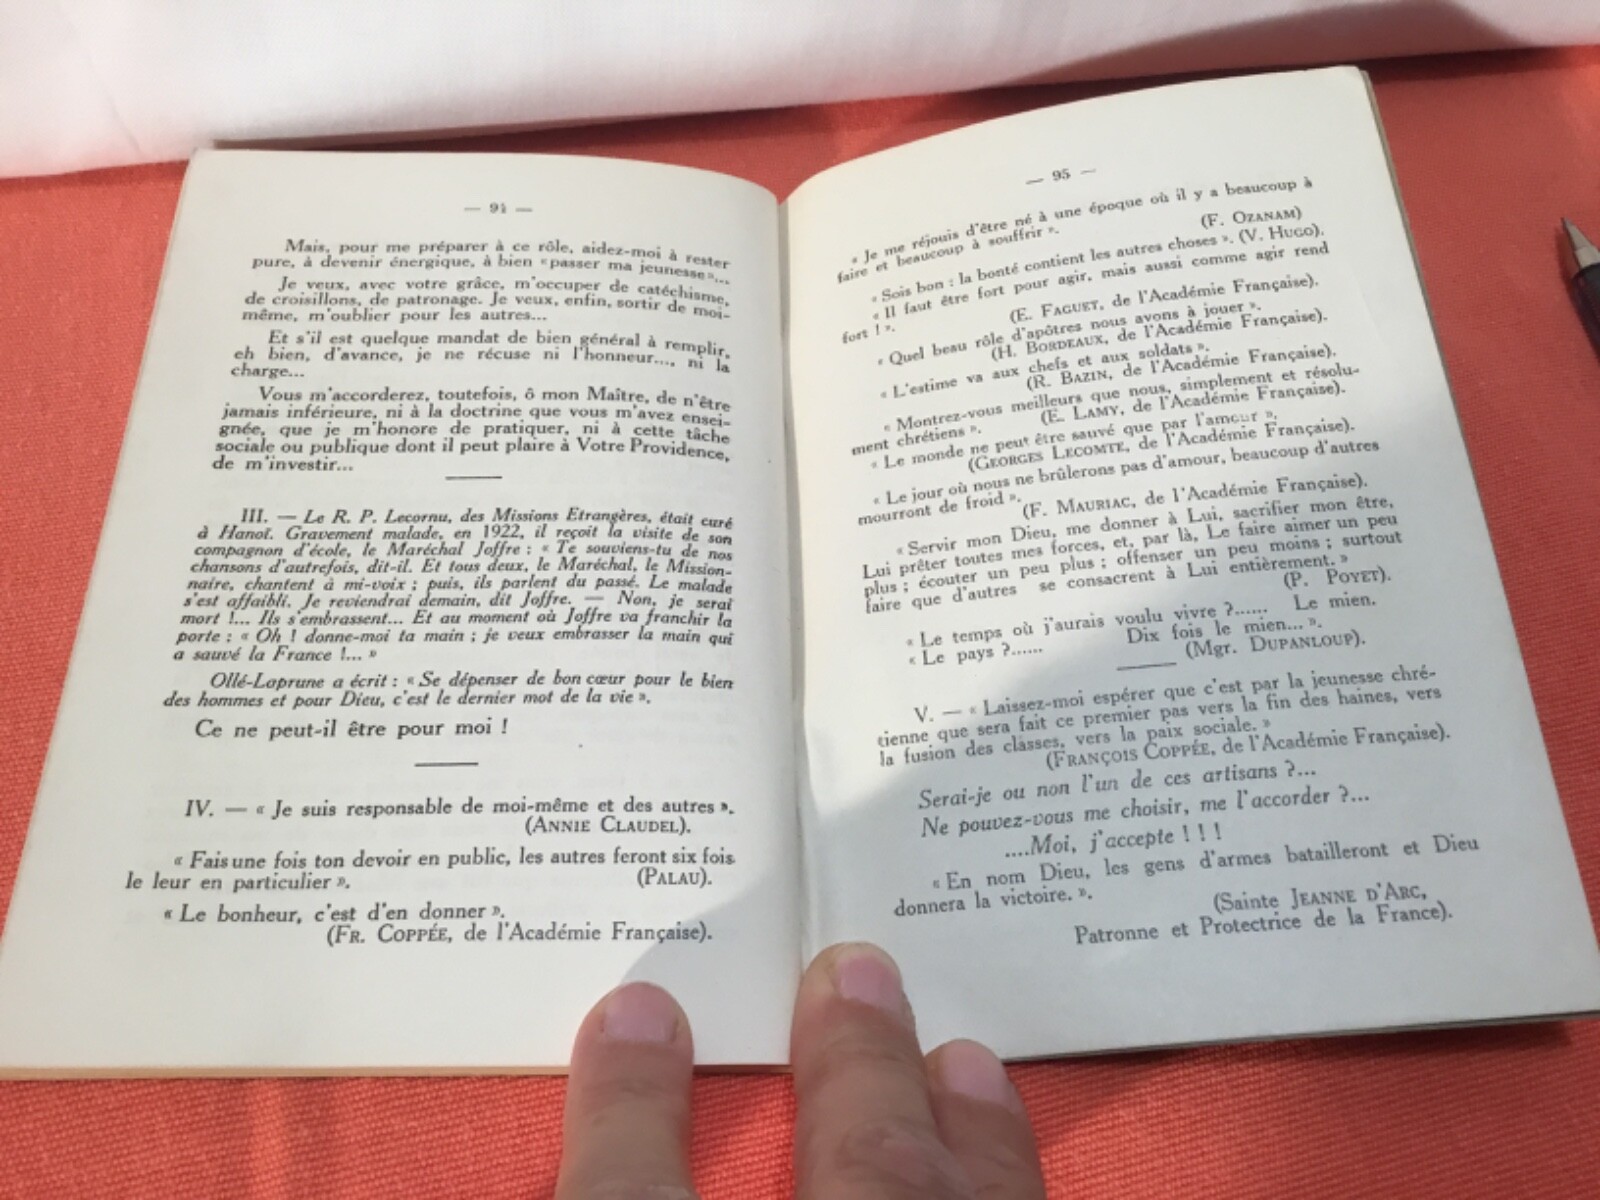 — 94 —
Mais, pour me préparer à ce rôle, aidez-moi à rester
pure, à devenir énergique, à bien «passer ma jeunesse»...
Je veux, avec votre grâce, m'occuper de catéchisme,
de croisillons, de patronage. Je veux, enfin, sortir de moi-
même, m'oublier pour les autres...
Et s'il est quelque mandat de bien général à remplir,
eh bien, d'avance, je ne récuse ni l'honneur..., ni la
charge...
Vous m'accorderez, toutefois, ô mon Maître, de n'être
jamais inférieure, ni à la doctrine que vous m'avez ensei-
gnée, que je m'honore de pratiquer, ni à cette tâche
sociale ou publique dont il peut plaire à Votre Providence,
de m'investir...
III. — Le R. P. Lecornu, des Missions Etrangères, était curé
à Hanoï. Gravement malade, en 1922, il reçoit la visite de son
compagnon d'école, le Maréchal Joffre : « Te souviens-tu de nos
chansons d'autrefois, dit-il. Et tous deux, le Maréchal, le Mission-
naire, chantent à mi-voix ; puis, ils parlent du passé. Le malade
s'est affaibli. Je reviendrai demain, dit Joffre. — Non, je serai
mort !... Ils s'embrassent... Et au moment où Joffre va franchir la
porte : « Oh ! donne-moi ta main ; je veux embrasser la main qui
a sauvé la France !... »
Ollé-Laprune a écrit : « Se dépenser de bon cœur pour le bien
des hommes et pour Dieu, c'est le dernier mot de la vie ».
Ce ne peut-il être pour moi !
IV. — « Je suis responsable de moi-même et des autres ».
(ANNIE CLAUDEL).
« Fais une fois ton devoir en public, les autres feront six fois
le leur en particulier ». (PALAU).
« Le bonheur, c'est d'en donner ».
(FR. COPPÉE, de l'Académie Française).
— 95 —
« Je me réjouis d'être né à une époque où il y a beaucoup à
faire et beaucoup à souffrir ». (F. OZANAM)
« Sois bon : la bonté contient les autres choses ». (V. HUGO).
« Il faut être fort pour agir, mais aussi comme agir rend
fort ! ». (E. FAGUET, de l'Académie Française).
« Quel beau rôle d'apôtres nous avons à jouer ».
(H. BORDEAUX, de l'Académie Française).
« L'estime va aux chefs et aux soldats ».
(R. BAZIN, de l'Académie Française).
« Montrez-vous meilleurs que nous, simplement et résolu-
ment chrétiens ». (E. LAMY, de l'Académie Française).
« Le monde ne peut être sauvé que par l'amour ».
(GEORGES LECOMTE, de l'Académie Française).
« Le jour où nous ne brûlerons pas d'amour, beaucoup d'autres
mourront de froid ». (F. MAURIAC, de l'Académie Française).
« Servir mon Dieu, me donner à Lui, sacrifier mon être,
Lui prêter toutes mes forces, et, par là, Le faire aimer un peu
plus ; écouter un peu plus ; offenser un peu moins ; surtout
faire que d'autres se consacrent à Lui entièrement. »
(P. POYET).
« Le temps où j'aurais voulu vivre ?...... Le mien.
« Le pays ?...... Dix fois le mien... ».
(Mgr. DUPANLOUP).
V. — « Laissez-moi espérer que c'est par la jeunesse chré-
tienne que sera fait ce premier pas vers la fin des haines, vers
la fusion des classes, vers la paix sociale. »
(FRANÇOIS COPPÉE, de l'Académie Française).
Serai-je ou non l'un de ces artisans ?...
Ne pouvez-vous me choisir, me l'accorder ?...
....Moi, j'accepte ! ! !
« En nom Dieu, les gens d'armes batailleront et Dieu
donnera la victoire. ». (Sainte JEANNE D'ARC,
Patronne et Protectrice de la France).